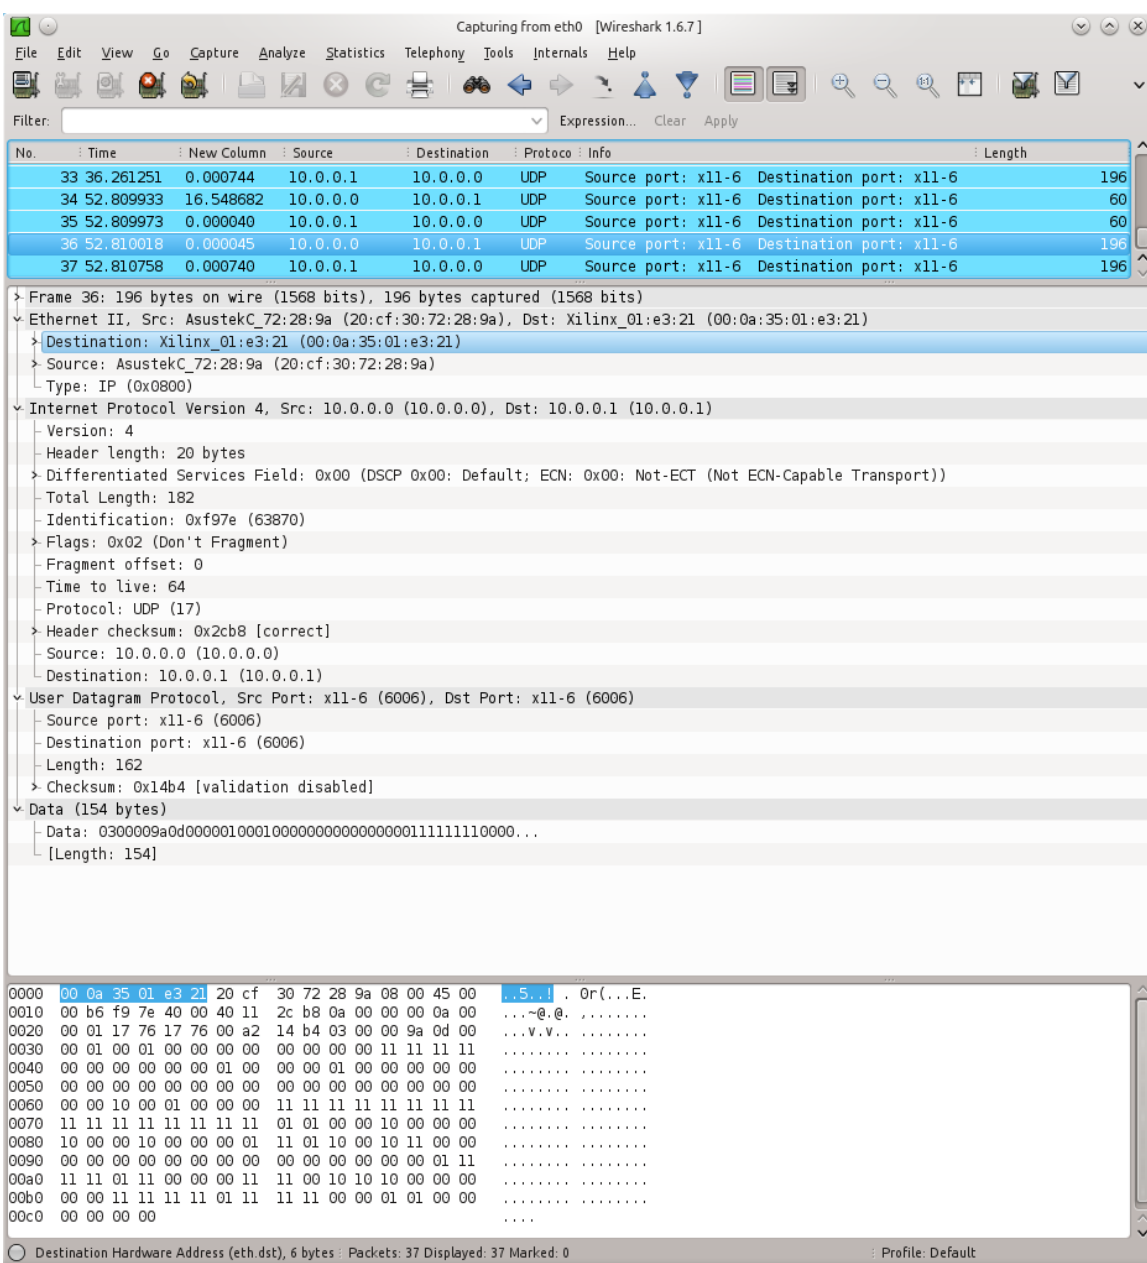 Capturing from eth0 [Wireshark 1.6.7 ]
File Edit View Go Capture Analyze Statistics Telephony Tools Internals Help
Filter: Expression... Clear Apply
No. Time New Column Source Destination Protoco Info Length
33 36.261251 0.000744 10.0.0.1 10.0.0.0 UDP Source port: x11-6 Destination port: x11-6 196
34 52.809933 16.548682 10.0.0.0 10.0.0.1 UDP Source port: x11-6 Destination port: x11-6 60
35 52.809973 0.000040 10.0.0.1 10.0.0.0 UDP Source port: x11-6 Destination port: x11-6 60
36 52.810018 0.000045 10.0.0.0 10.0.0.1 UDP Source port: x11-6 Destination port: x11-6 196
37 52.810758 0.000740 10.0.0.1 10.0.0.0 UDP Source port: x11-6 Destination port: x11-6 196
Frame 36: 196 bytes on wire (1568 bits), 196 bytes captured (1568 bits)
Ethernet II, Src: AsustekC_72:28:9a (20:cf:30:72:28:9a), Dst: Xilinx_01:e3:21 (00:0a:35:01:e3:21)
Destination: Xilinx_01:e3:21 (00:0a:35:01:e3:21)
Source: AsustekC_72:28:9a (20:cf:30:72:28:9a)
Type: IP (0x0800)
Internet Protocol Version 4, Src: 10.0.0.0 (10.0.0.0), Dst: 10.0.0.1 (10.0.0.1)
Version: 4
Header length: 20 bytes
Differentiated Services Field: 0x00 (DSCP 0x00: Default; ECN: 0x00: Not-ECT (Not ECN-Capable Transport))
Total Length: 182
Identification: 0xf97e (63870)
Flags: 0x02 (Don't Fragment)
Fragment offset: 0
Time to live: 64
Protocol: UDP (17)
Header checksum: 0x2cb8 [correct]
Source: 10.0.0.0 (10.0.0.0)
Destination: 10.0.0.1 (10.0.0.1)
User Datagram Protocol, Src Port: x11-6 (6006), Dst Port: x11-6 (6006)
Source port: x11-6 (6006)
Destination port: x11-6 (6006)
Length: 162
Checksum: 0x14b4 [validation disabled]
Data (154 bytes)
Data: 0300009a0d00000100010000000000000000111111110000...
[Length: 154]
0000 00 0a 35 01 e3 21 20 cf 30 72 28 9a 08 00 45 00 ..5..! . 0r(...E.
0010 00 b6 f9 7e 40 00 40 11 2c b8 0a 00 00 00 0a 00 ...~@.@. ,.......
0020 00 01 17 76 17 76 00 a2 14 b4 03 00 00 9a 0d 00 ...v.v.. ........
0030 00 01 00 01 00 00 00 00 00 00 00 00 11 11 11 11 ........ ........
0040 00 00 00 00 00 00 01 00 00 00 01 00 00 00 00 00 ........ ........
0050 00 00 00 00 00 00 00 00 00 00 00 00 00 00 00 00 ........ ........
0060 00 00 10 00 01 00 00 00 11 11 11 11 11 11 11 11 ........ ........
0070 11 11 11 11 11 11 11 11 01 01 00 00 10 00 00 00 ........ ........
0080 10 00 00 10 00 00 00 01 11 01 10 00 10 11 00 00 ........ ........
0090 00 00 00 00 00 00 00 00 00 00 00 00 00 00 01 11 ........ ........
00a0 11 11 01 11 00 00 00 11 11 00 10 10 10 00 00 00 ........ ........
00b0 00 00 11 11 11 11 01 11 11 11 00 00 01 01 00 00 ........ ........
00c0 00 00 00 00 ....
Destination Hardware Address (eth.dst), 6 bytes Packets: 37 Displayed: 37 Marked: 0 Profile: Default